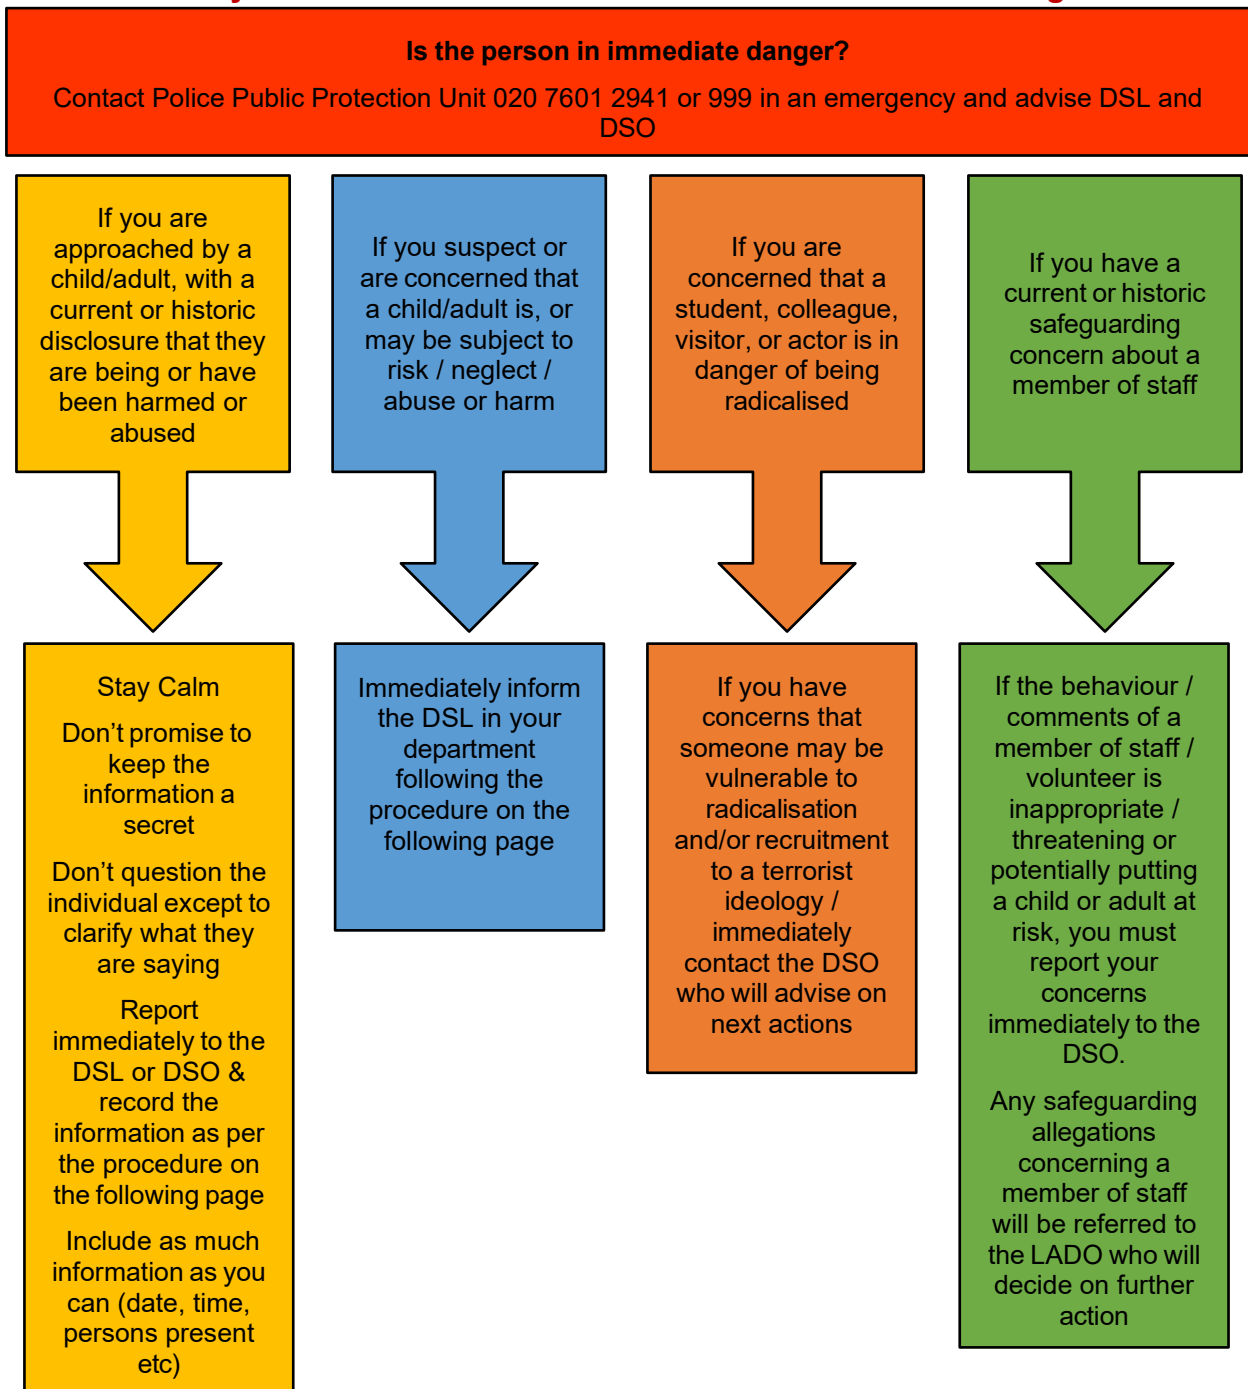 Is the person in immediate danger?
Contact Police Public Protection Unit 020 7601 2941 or 999 in an emergency and advise DSL and
DSO
If you are
approached by a
child/adult, with a
current or historic
disclosure that they
are being or have
been harmed or
abused
If you suspect or
are concerned that
a child/adult is, or
may be subject to
risk / neglect /
abuse or harm
If you are
concerned that a
student, colleague,
visitor, or actor is in
danger of being
radicalised
If you have a
current or historic
safeguarding
concern about a
member of staff
Stay Calm
Don’t promise to
keep the
information a
secret
Don’t question the
individual except to
clarify what they
are saying
Report
immediately to the
DSL or DSO &
record the
information as per
the procedure on
the following page
Include as much
information as you
can (date, time,
persons present
etc)
Immediately inform
the DSL in your
department
following the
procedure on the
following page
If you have
concerns that
someone may be
vulnerable to
radicalisation
and/or recruitment
to a terrorist
ideology /
immediately
contact the DSO
who will advise on
next actions
If the behaviour /
comments of a
member of staff /
volunteer is
inappropriate /
threatening or
potentially putting
a child or adult at
risk, you must
report your
concerns
immediately to the
DSO.
Any safeguarding
allegations
concerning a
member of staff
will be referred to
the LADO who will
decide on further
action